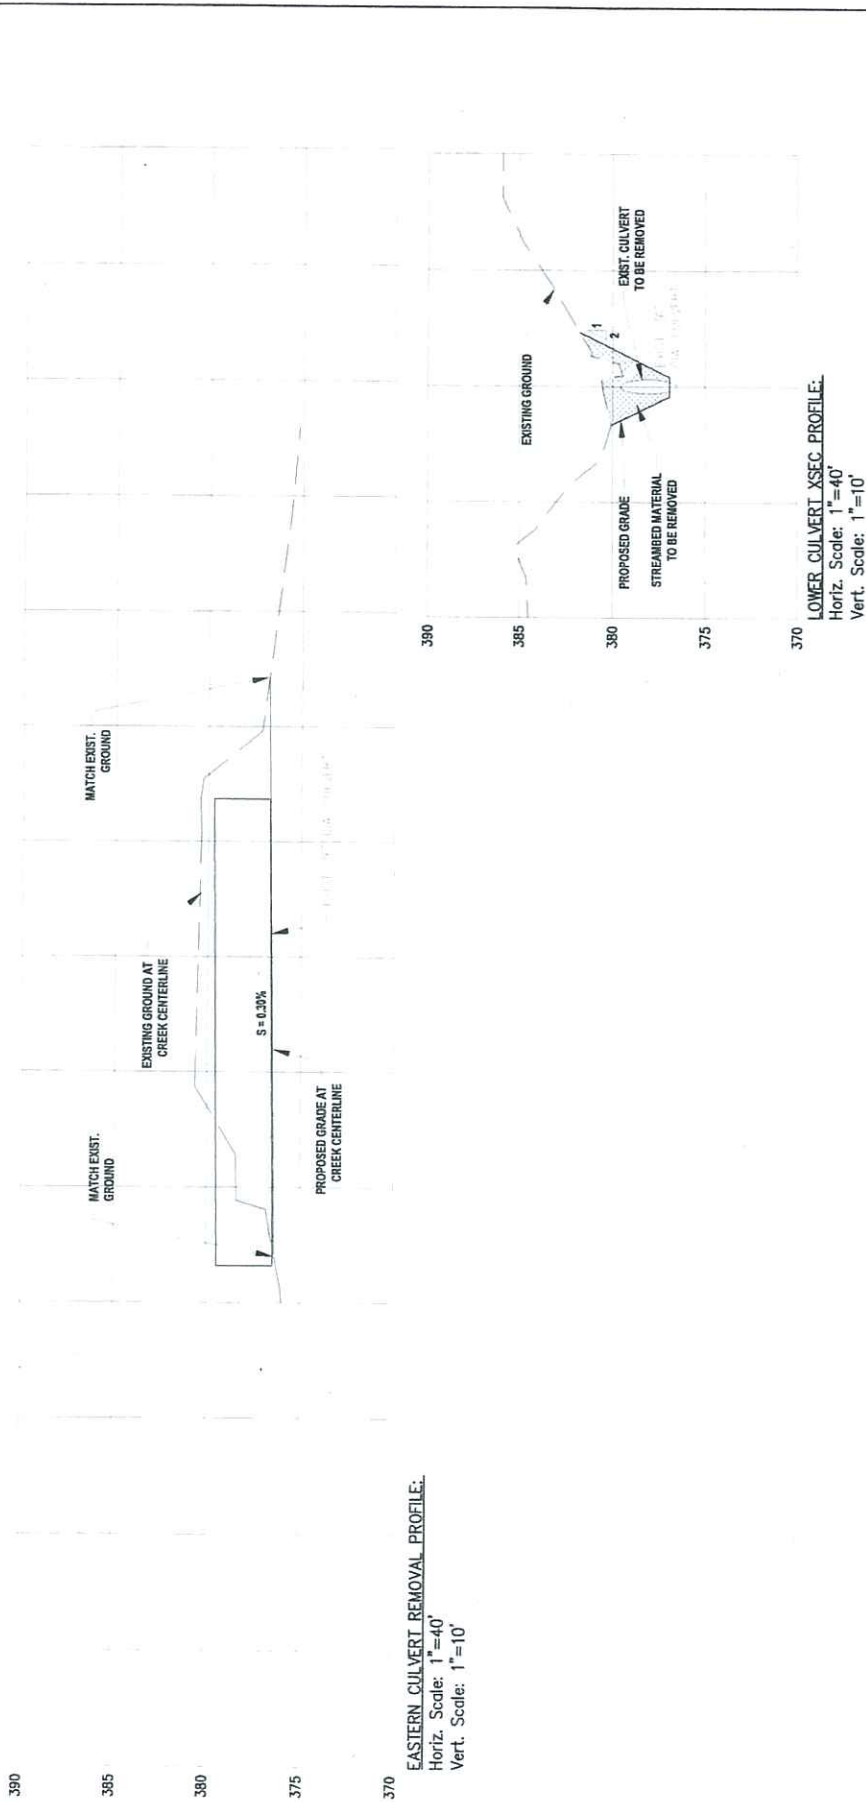 390
385
380
375
370
MATCH EXIST.
GROUND
EXISTING GROUND AT
CREEK CENTERLINE
MATCH EXIST.
GROUND
S = 0.30%
PROPOSED GRADE AT
CREEK CENTERLINE
EASTERN CULVERT REMOVAL PROFILE:
Horiz. Scale: 1"=40'
Vert. Scale: 1"=10'
390
385
380
375
370
EXISTING GROUND
EXIST. CULVERT
TO BE REMOVED
1
2
PROPOSED GRADE
STREAMBED MATERIAL
TO BE REMOVED
LOWER CULVERT XSEC PROFILE:
Horiz. Scale: 1"=40'
Vert. Scale: 1"=10'